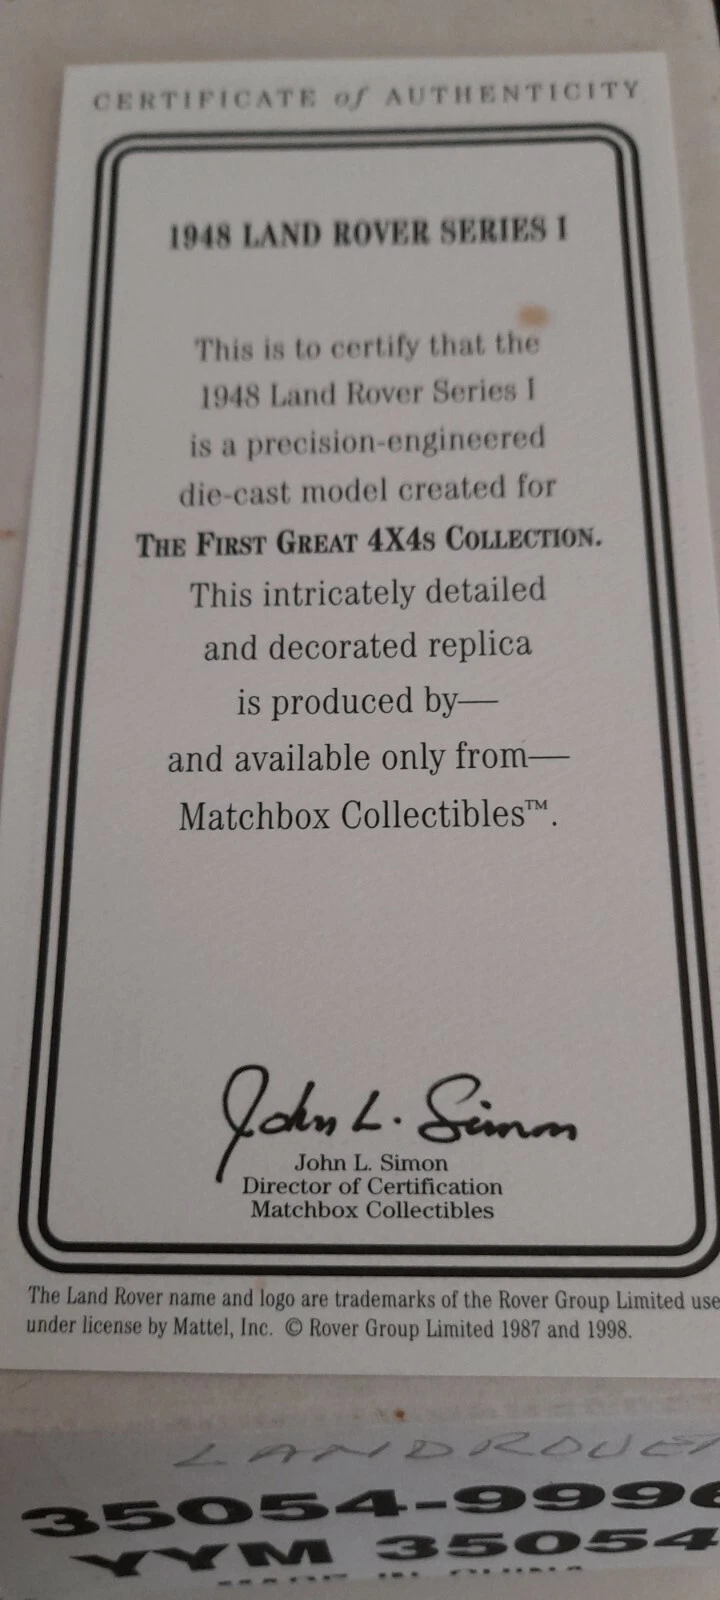 CERTIFICATE of AUTHENTICITY
1948 LAND ROVER SERIES I
This is to certify that the
1948 Land Rover Series I
is a precision-engineered
die-cast model created for
THE FIRST GREAT 4X4S COLLECTION.
This intricately detailed
and decorated replica
is produced by—
and available only from—
Matchbox Collectibles™.
John L. Simon
John L. Simon
Director of Certification
Matchbox Collectibles
The Land Rover name and logo are trademarks of the Rover Group Limited use
under license by Mattel, Inc. © Rover Group Limited 1987 and 1998.
LANDROVER
35054-999
YYM 35054
MADE IN CHINA